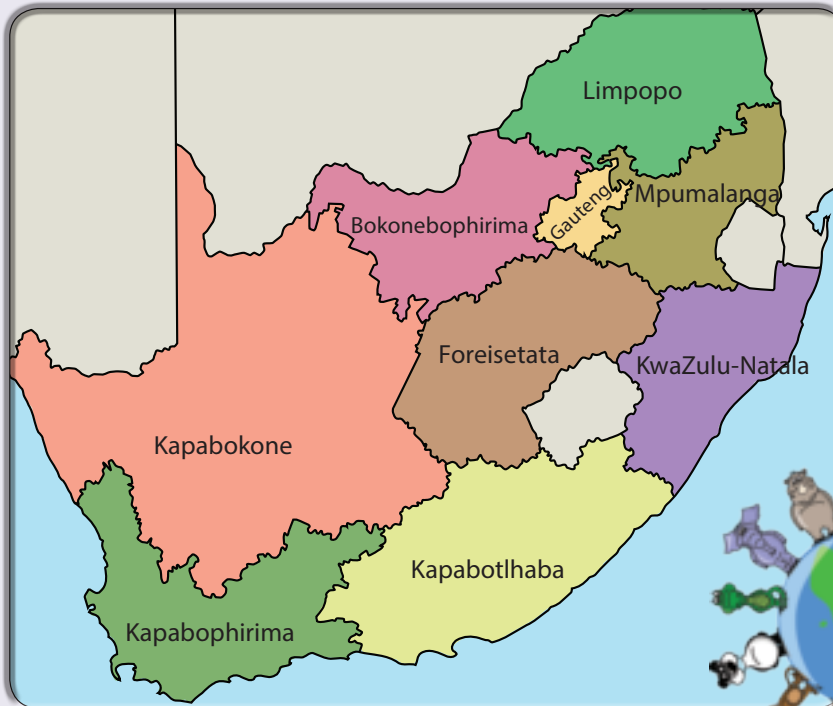 Limpopo
Mpumalanga
Gauteng
Bokonebophirima
Foreisetata
KwaZulu-Natala
Kapabokone
Kapabotlhaba
Kapabophirima